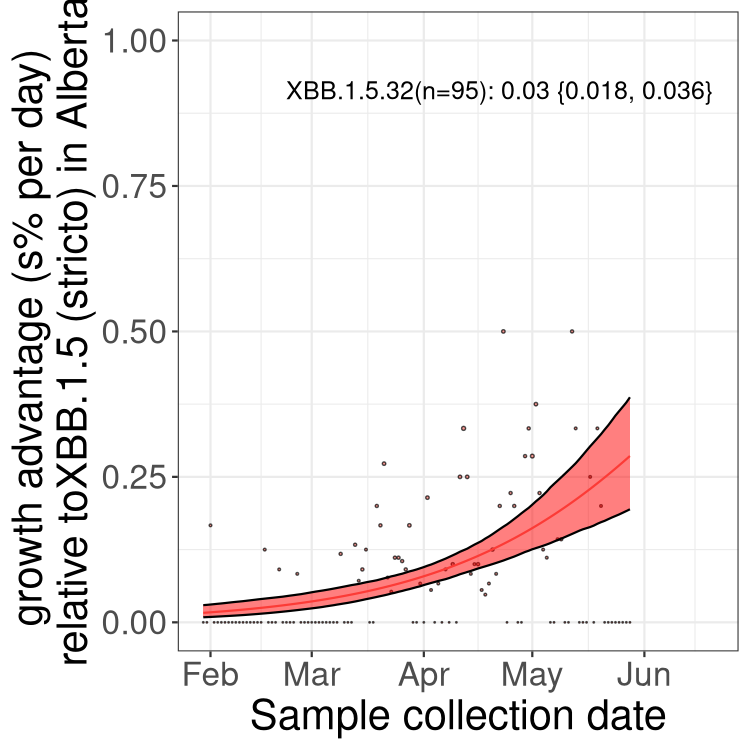 growth advantage (s% per day)
relative toXBB.1.5 (stricto) in Alberta
1.00
XBB.1.5.32(n=95): 0.03 {0.018, 0.036}
0.75
0.50
0.25
0.00
Feb Mar Apr May Jun
Sample collection date